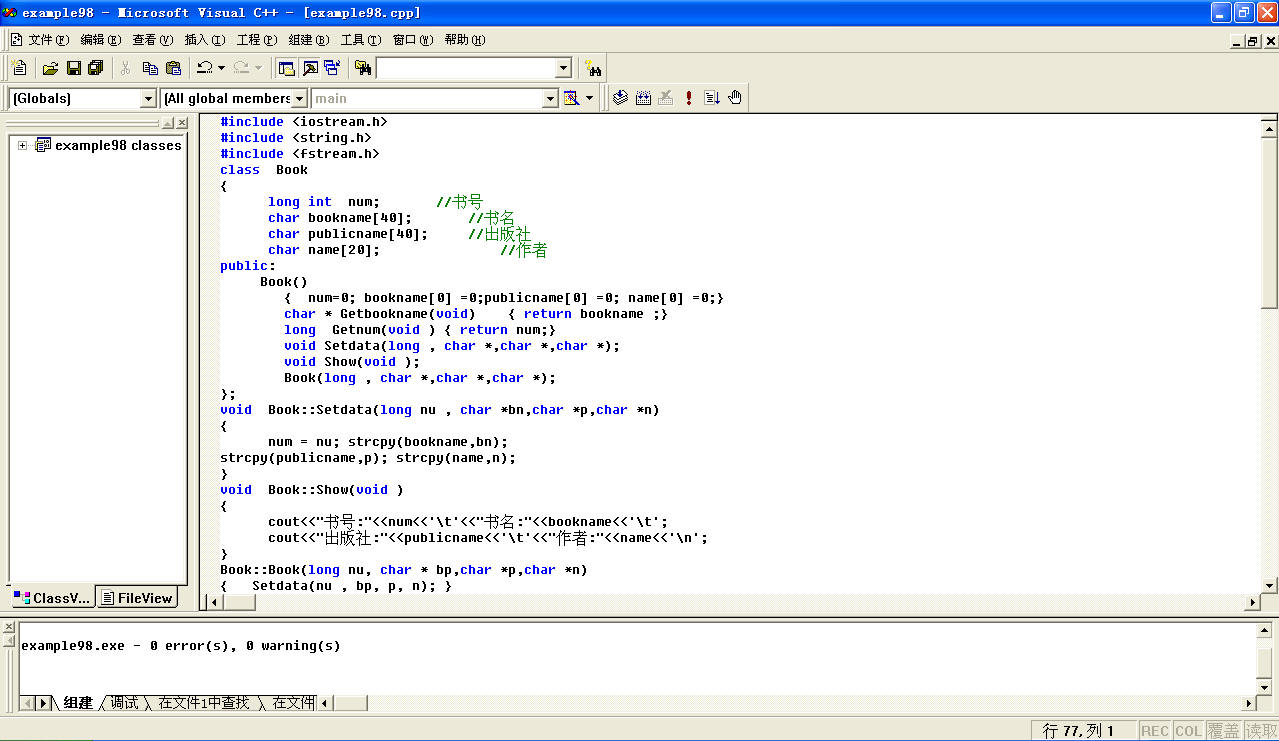 example98 - Microsoft Visual C++ - [example98.cpp]
文件(F) 编辑(E) 查看(V) 插入(I) 工程(P) 组建(B) 工具(T) 窗口(W) 帮助(H)
(Globals) (All global members main
example98 classes
#include <iostream.h>
#include <string.h>
#include <fstream.h>
class Book
{
long int num; //书号
char bookname[40]; //书名
char publicname[40]; //出版社
char name[20]; //作者
public:
Book()
{ num=0; bookname[0] =0;publicname[0] =0; name[0] =0;}
char * Getbookname(void) { return bookname ;}
long Getnum(void ) { return num;}
void Setdata(long , char *,char *,char *);
void Show(void );
Book(long , char *,char *,char *);
};
void Book::Setdata(long nu , char *bn,char *p,char *n)
{
num = nu; strcpy(bookname,bn);
strcpy(publicname,p); strcpy(name,n);
}
void Book::Show(void )
{
cout<<"书号:"<<num<<'\t'<<"书名:"<<bookname<<'\t';
cout<<"出版社:"<<publicname<<'\t'<<"作者:"<<name<<'\n';
}
Book::Book(long nu, char * bp,char *p,char *n)
{ Setdata(nu , bp, p, n); }
ClassV... FileView
example98.exe - 0 error(s), 0 warning(s)
组建 调试 在文件1中查找 在文件
行 77, 列 1 REC COL 覆盖 读取